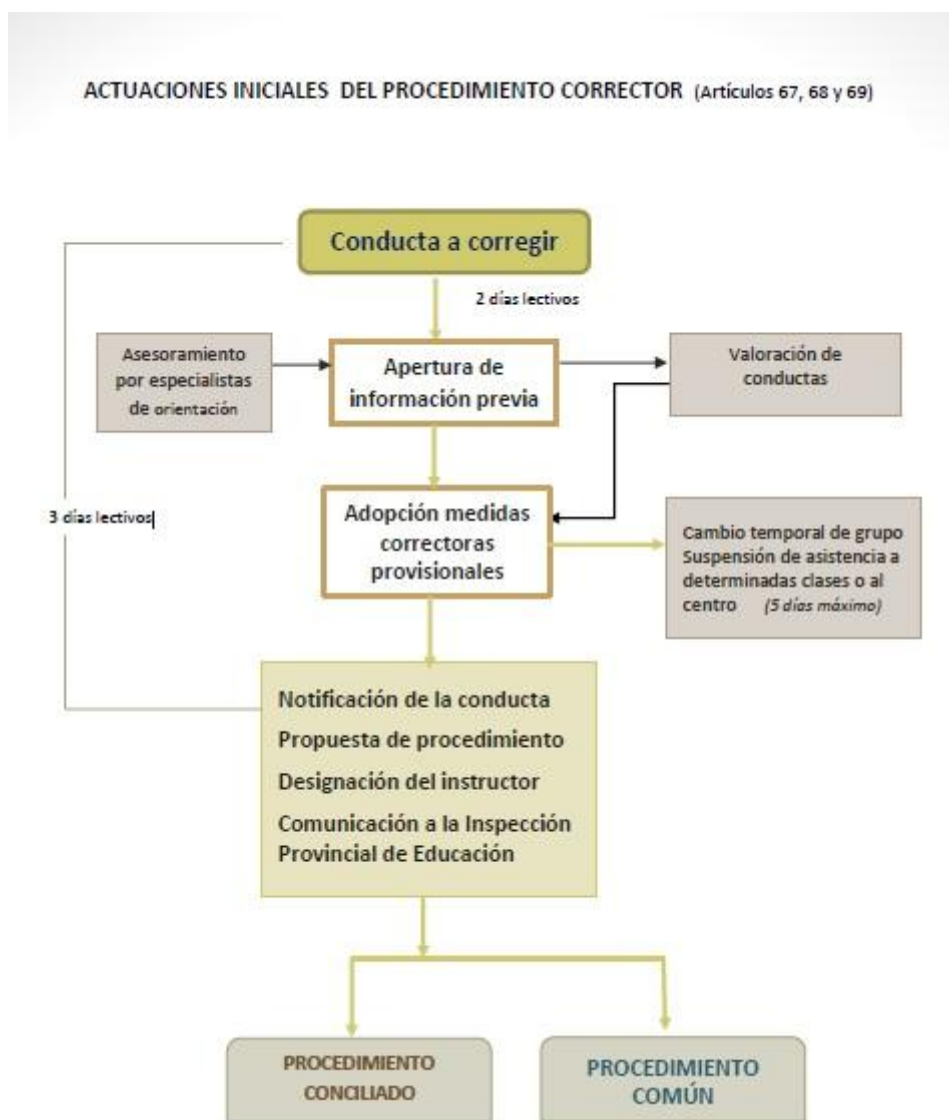 ACTUACIONES INICIALES DEL PROCEDIMIENTO CORRECTOR (Artículos 67, 68 y 69)
Conducta a corregir
2 días lectivos
Asesoramiento
por especialistas
de orientación
Apertura de
información previa
Valoración de
conductas
3 días lectivos
Adopción medidas
correctoras
provisionales
Cambio temporal de grupo
Suspensión de asistencia a
determinadas clases o al
centro (5 días máximo)
Notificación de la conducta
Propuesta de procedimiento
Designación del instructor
Comunicación a la Inspección
Provincial de Educación
PROCEDIMIENTO
CONCILIADO
PROCEDIMIENTO
COMÚN